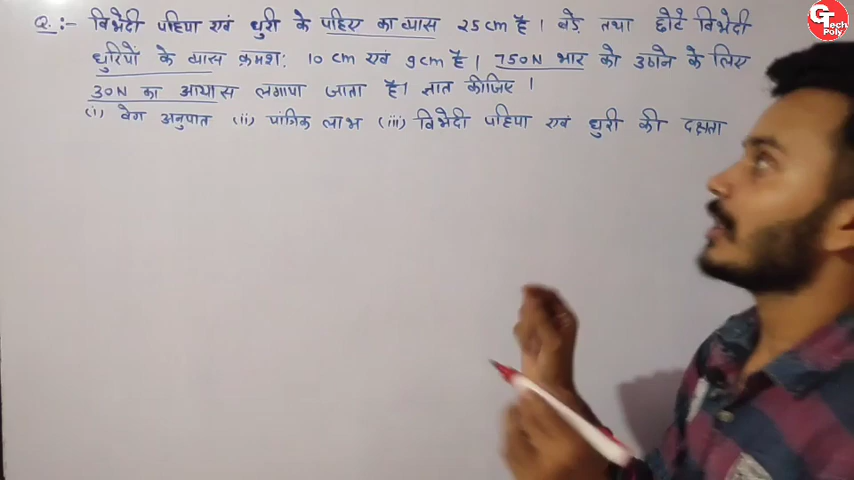 Q. :- विभेदी पहिया एवं धुरी के पहिए का व्यास 25 cm है । बड़े तथा छोटे विभेदी
धुरियों के व्यास क्रमश: 10 cm एवं 9 cm है । 750N भार को उठाने के लिए
30N का आयास लगाया जाता है। ज्ञात कीजिए ।
(i) वेग अनुपात (ii) यांत्रिक लाभ (iii) विभेदी पहिया एवं धुरी की दक्षता
G Tech Poly